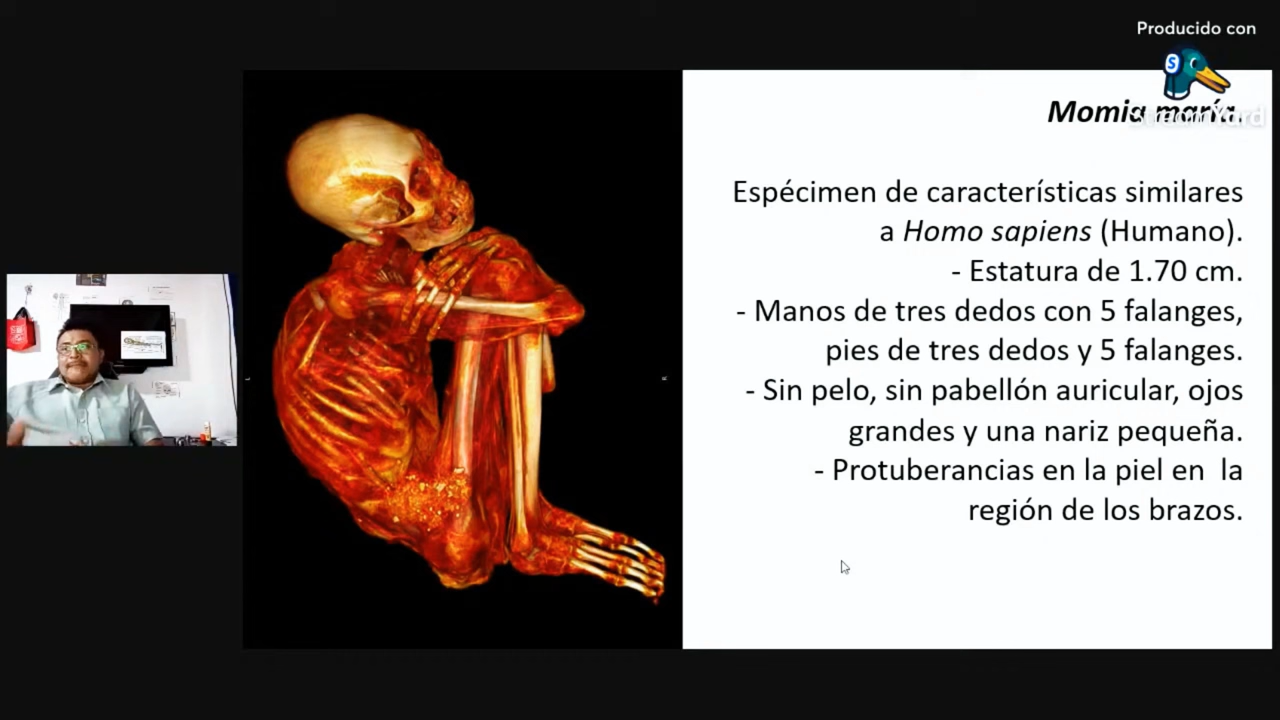 Producido con
StreamYard
Momia maría.
Espécimen de características similares
a Homo sapiens (Humano).
- Estatura de 1.70 cm.
- Manos de tres dedos con 5 falanges,
pies de tres dedos y 5 falanges.
- Sin pelo, sin pabellón auricular, ojos
grandes y una nariz pequeña.
- Protuberancias en la piel en  la
región de los brazos.